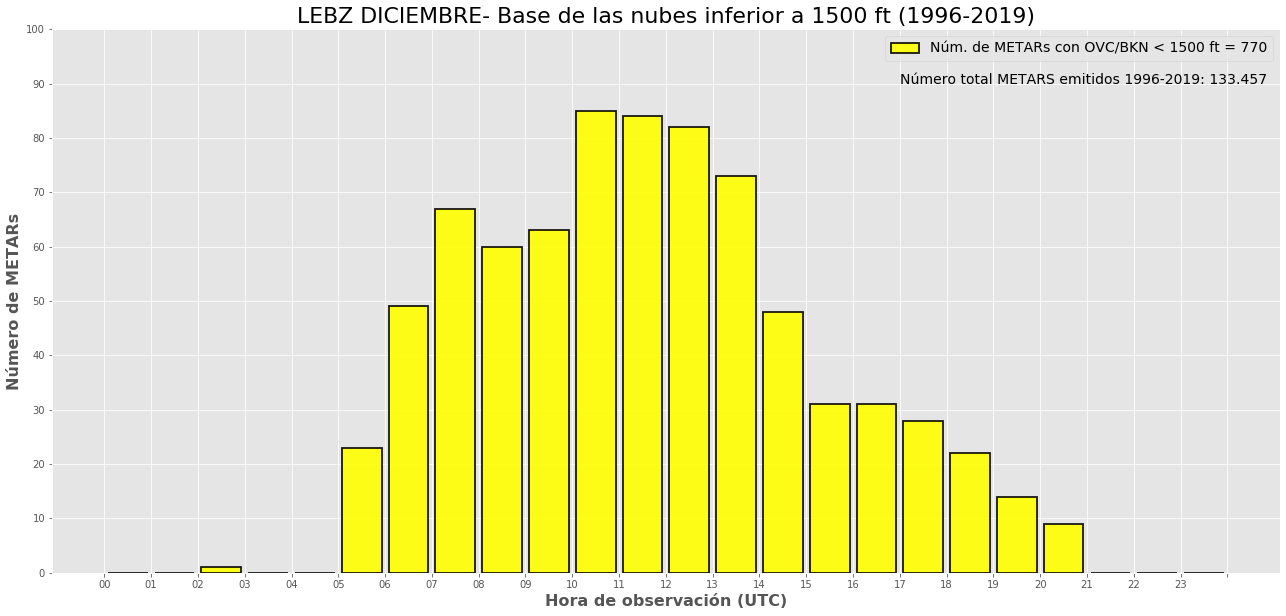 LEBZ DICIEMBRE- Base de las nubes inferior a 1500 ft (1996-2019)
Núm. de METARs con OVC/BKN < 1500 ft = 770
Número total METARS emitidos 1996-2019: 133.457
Número de METARs
100
90
80
70
60
50
40
30
20
10
0
00 01 02 03 04 05 06 07 08 09 10 11 12 13 14 15 16 17 18 19 20 21 22 23
Hora de observación (UTC)